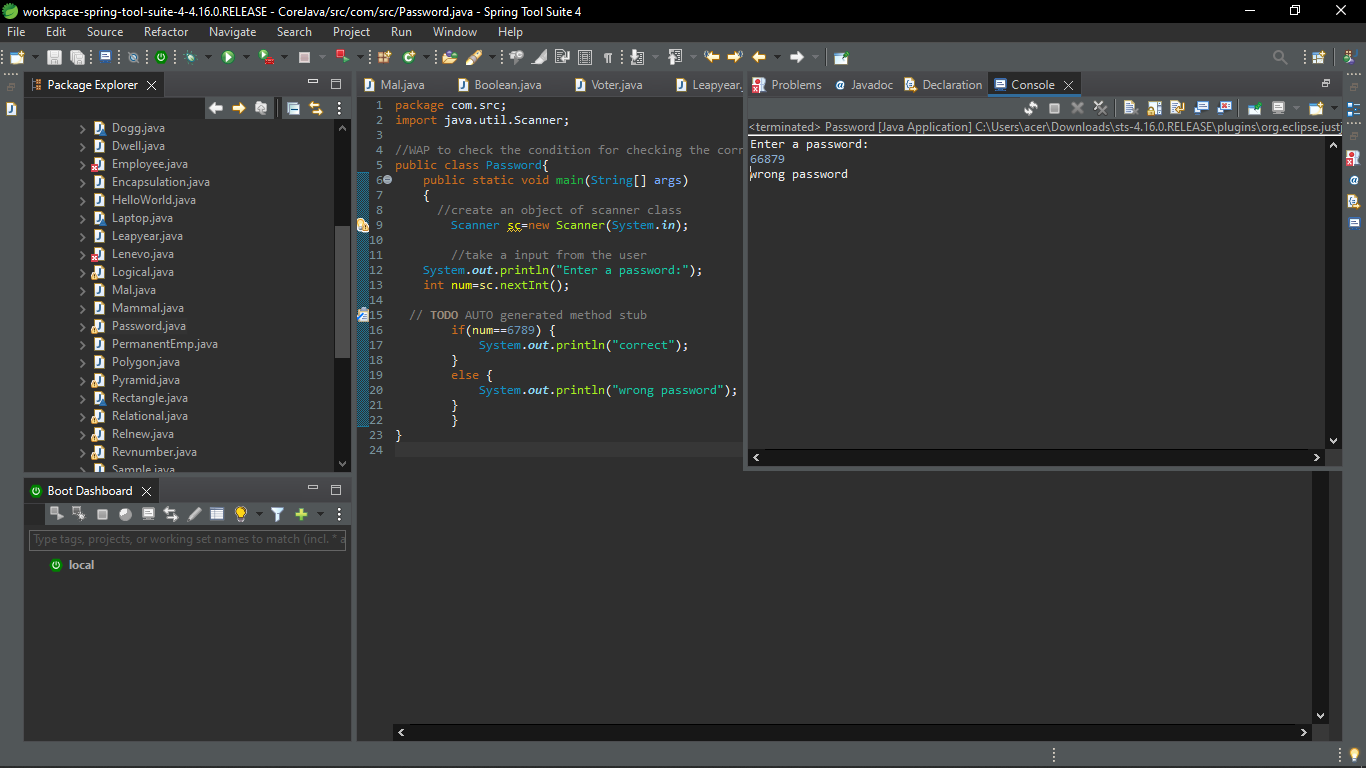 workspace-spring-tool-suite-4-4.16.0.RELEASE - CoreJava/src/com/src/Password.java - Spring Tool Suite 4
File Edit Source Refactor Navigate Search Project Run Window Help
Package Explorer
Dogg.java
Dwell.java
Employee.java
Encapsulation.java
HelloWorld.java
Laptop.java
Leapyear.java
Lenevo.java
Logical.java
Mal.java
Mammal.java
Password.java
PermanentEmp.java
Polygon.java
Pyramid.java
Rectangle.java
Relational.java
Relnew.java
Revnumber.java
Sample.java
Boot Dashboard
Type tags, projects, or working set names to match (incl. * a
local
Mal.java Boolean.java Voter.java Leapyear.
1 package com.src;
2 import java.util.Scanner;
3
4 //WAP to check the condition for checking the corr
5 public class Password{
6 public static void main(String[] args)
7 {
8 //create an object of scanner class
9 Scanner sc=new Scanner(System.in);
10
11 //take a input from the user
12 System.out.println("Enter a password:");
13 int num=sc.nextInt();
14
15 // TODO AUTO generated method stub
16 if(num==6789) {
17 System.out.println("correct");
18 }
19 else {
20 System.out.println("wrong password");
21 }
22 }
23 }
24
Problems @ Javadoc Declaration Console
<terminated> Password [Java Application] C:\Users\acer\Downloads\sts-4.16.0.RELEASE\plugins\org.eclipse.justj
Enter a password:
66879
wrong password